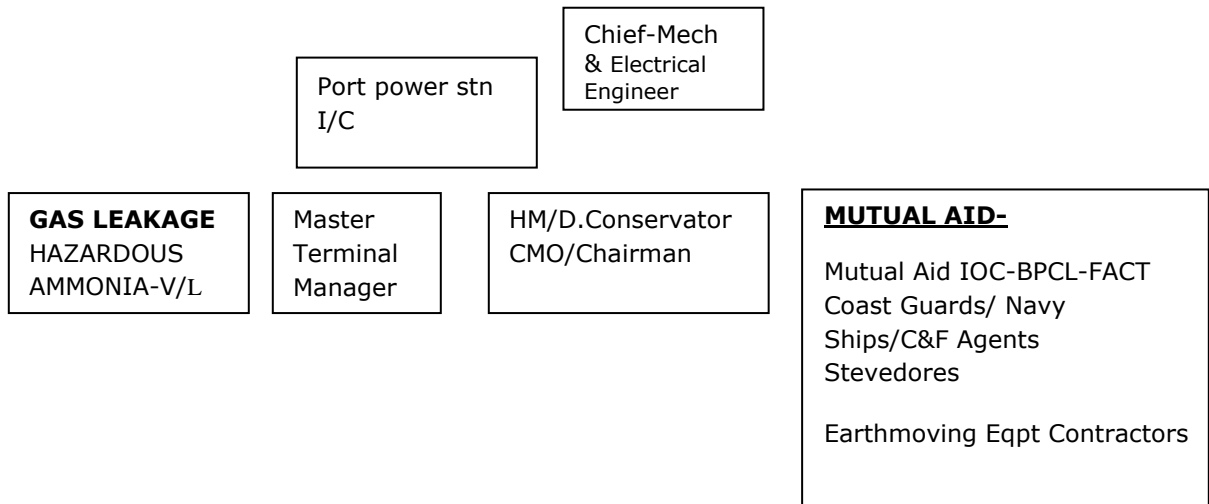 Chief-Mech
& Electrical
Engineer
Port power stn
I/C
GAS LEAKAGE
HAZARDOUS
AMMONIA-V/L
Master
Terminal
Manager
HM/D.Conservator
CMO/Chairman
MUTUAL AID-
Mutual Aid IOC-BPCL-FACT
Coast Guards/ Navy
Ships/C&F Agents
Stevedores
Earthmoving Eqpt Contractors